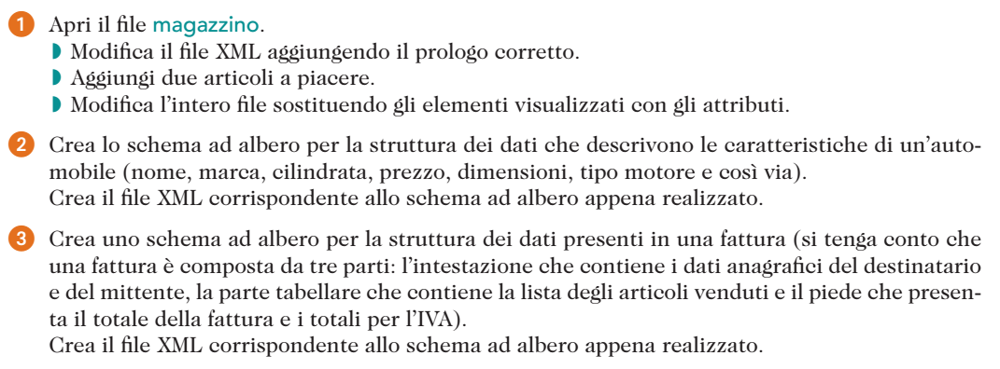 1 Apri il file magazzino.
◗ Modifica il file XML aggiungendo il prologo corretto.
◗ Aggiungi due articoli a piacere.
◗ Modifica l'intero file sostituendo gli elementi visualizzati con gli attributi.
2 Crea lo schema ad albero per la struttura dei dati che descrivono le caratteristiche di un'auto-
mobile (nome, marca, cilindrata, prezzo, dimensioni, tipo motore e così via).
Crea il file XML corrispondente allo schema ad albero appena realizzato.
3 Crea uno schema ad albero per la struttura dei dati presenti in una fattura (si tenga conto che
una fattura è composta da tre parti: l'intestazione che contiene i dati anagrafici del destinatario
e del mittente, la parte tabellare che contiene la lista degli articoli venduti e il piede che presen-
ta il totale della fattura e i totali per l'IVA).
Crea il file XML corrispondente allo schema ad albero appena realizzato.